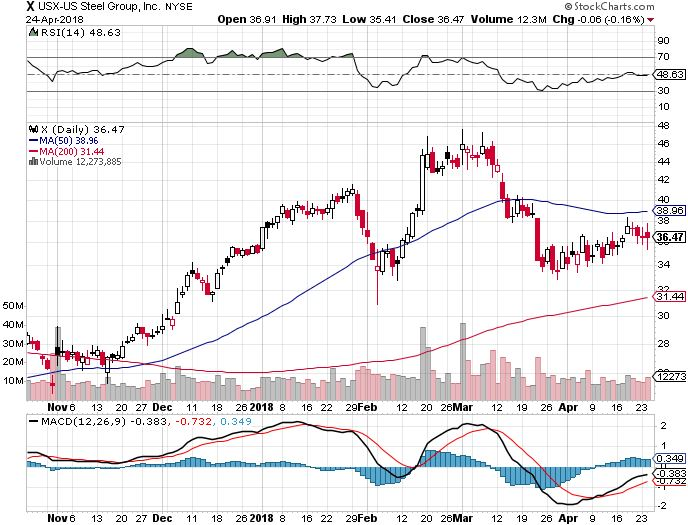 X USX-US Steel Group, Inc. NYSE © StockCharts.com
24-Apr-2018 Open 36.91 High 37.73 Low 35.41 Close 36.47 Volume 12.3M Chg -0.06 (-0.16%)
RSI(14) 48.63
90
70
48.63
30
10
X (Daily) 36.47
MA(50) 38.96
MA(200) 31.44
Volume 12,273,885
48
46
44
42
40
38.96
38
36.47
34
31.44
28
26
12273
50M
40M
30M
20M
10M
Nov 6 13 20 27 Dec 11 18 2018 8 16 22 29 Feb 12 20 26 Mar 12 19 26 Apr 9 16 23
MACD(12,26,9) -0.383, -0.732, 0.349
2
1
0.349
-0.383
-0.732
-2
Nov 6 13 20 27 Dec 11 18 2018 8 16 22 29 Feb 12 20 26 Mar 12 19 26 Apr 9 16 23